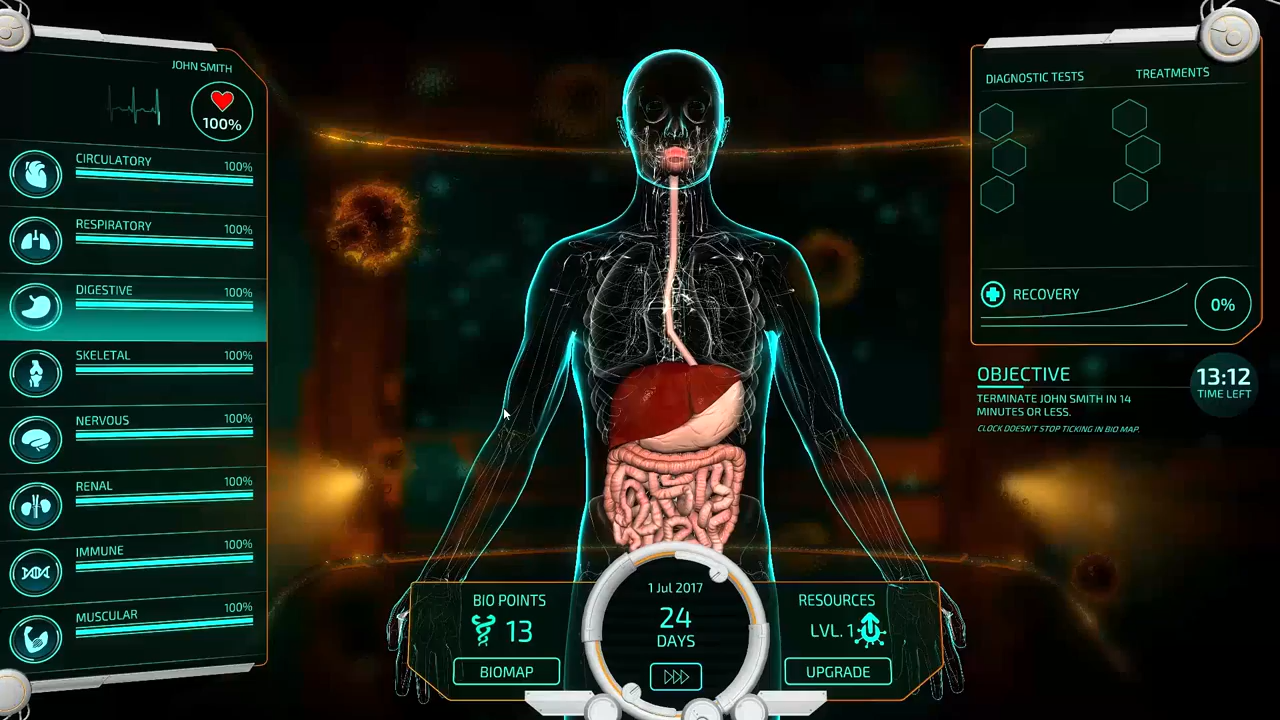 JOHN SMITH
100%
CIRCULATORY 100%
RESPIRATORY 100%
DIGESTIVE 100%
SKELETAL 100%
NERVOUS 100%
RENAL 100%
IMMUNE 100%
MUSCULAR 100%
DIAGNOSTIC TESTS TREATMENTS
RECOVERY 0%
OBJECTIVE
TERMINATE JOHN SMITH IN 14
MINUTES OR LESS.
CLOCK DOESN'T STOP TICKING IN BIO MAP.
13:12
TIME LEFT
BIO POINTS
13
BIOMAP
1 Jul 2017
24
DAYS
RESOURCES
LVL. 1
UPGRADE